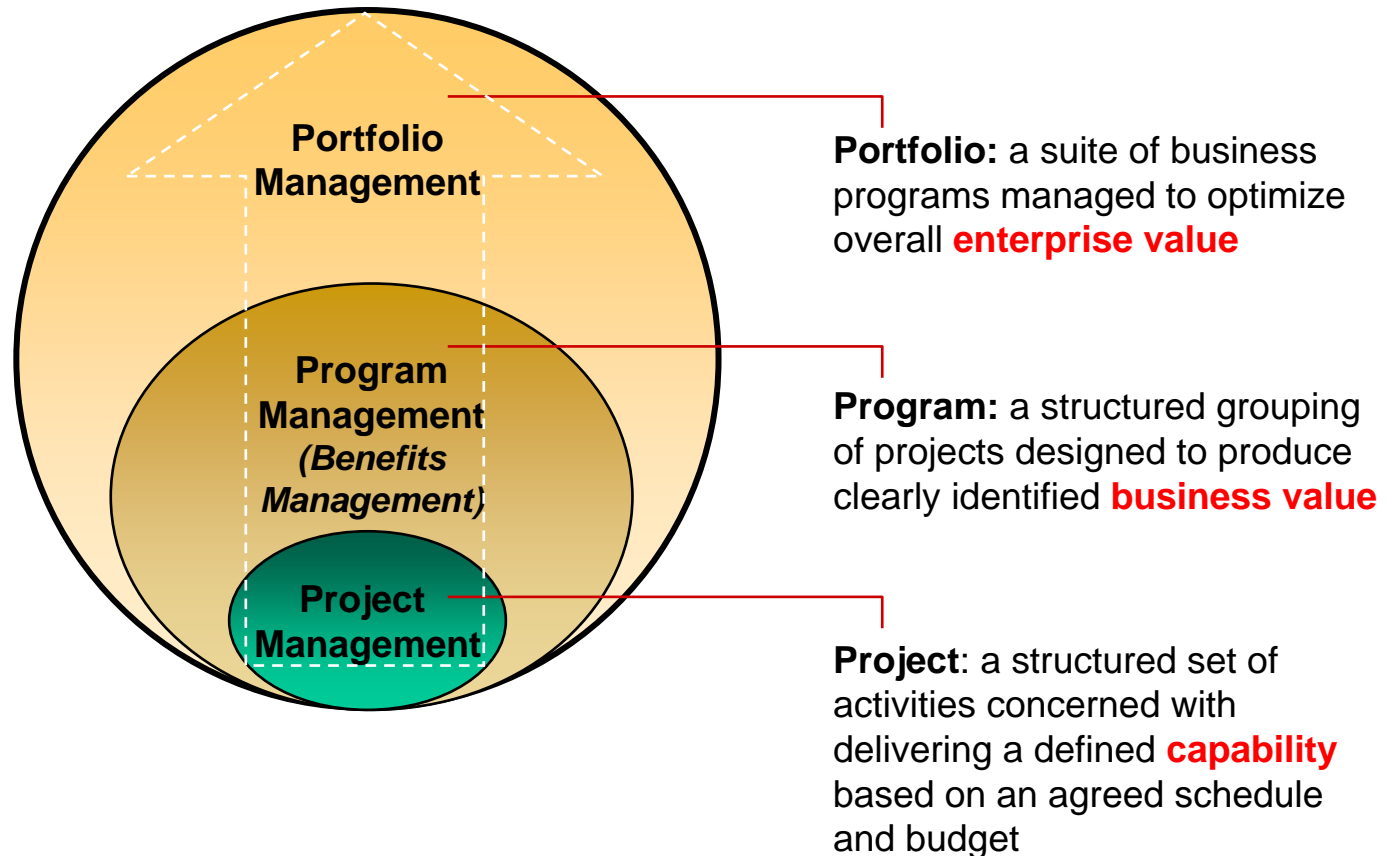 Portfolio
Management
Portfolio: a suite of business
programs managed to optimize
overall enterprise value
Program
Management
(Benefits
Management)
Program: a structured grouping
of projects designed to produce
clearly identified business value
Project
Management
Project: a structured set of
activities concerned with
delivering a defined capability
based on an agreed schedule
and budget